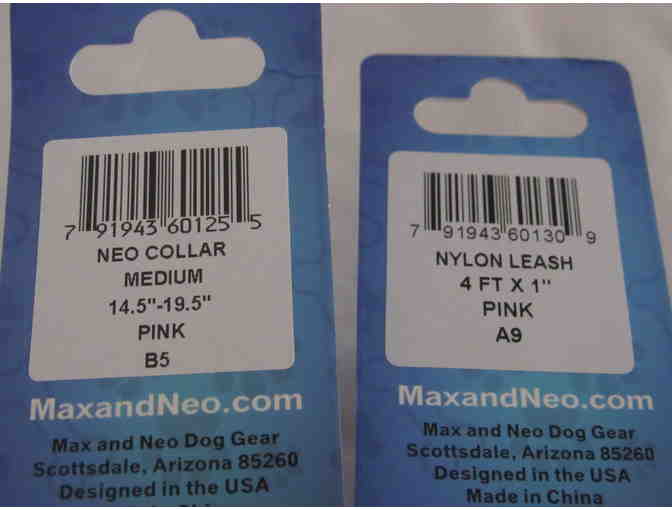 7 91943 60125 5
NEO COLLAR
MEDIUM
14.5"-19.5"
PINK
B5
MaxandNeo.com
Max and Neo Dog Gear
Scottsdale, Arizona 85260
Designed in the USA
7 91943 60130 9
NYLON LEASH
4 FT X 1"
PINK
A9
MaxandNeo.com
Max and Neo Dog Gear
Scottsdale, Arizona 85260
Designed in the USA
Made in China